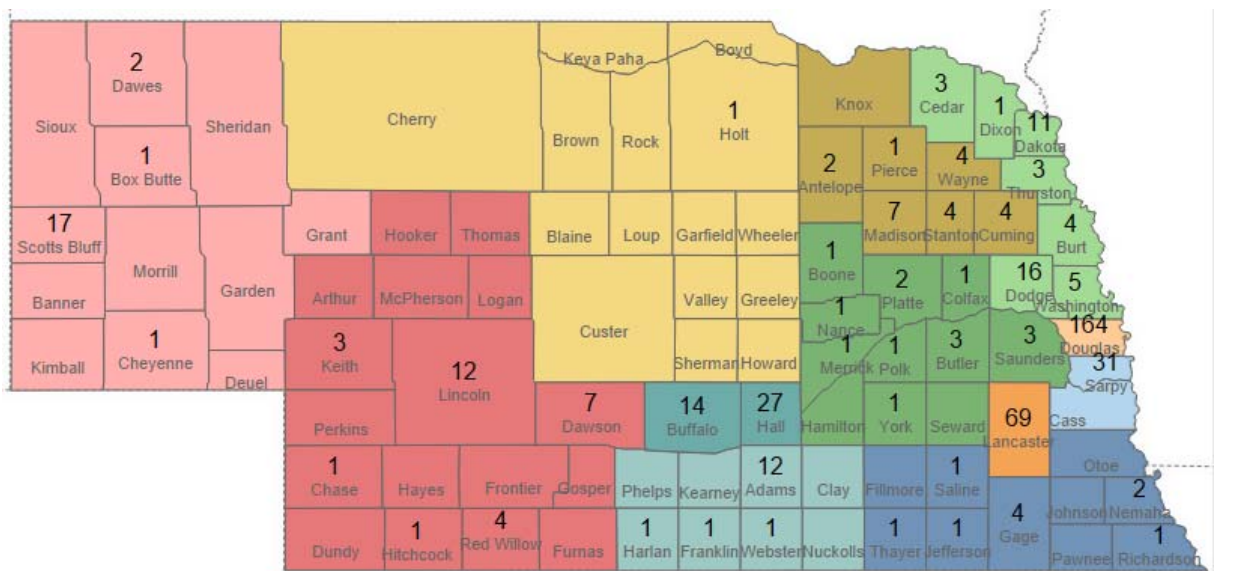 2
Dawes
Sioux
Sheridan
1
Box Butte
Cherry
Keya Paha
Boyd
Brown
Rock
1
Holt
Knox
3
Cedar
1
Dixon
11
Dakota
2
Antelope
1
Pierce
4
Wayne
3
Thurston
17
Scotts Bluff
Morrill
Garden
Grant
Hooker
Thomas
Blaine
Loup
Garfield
Wheeler
7
Madison
4
Stanton
4
Cuming
4
Burt
Banner
Arthur
McPherson
Logan
Custer
Valley
Greeley
1
Boone
2
Platte
1
Colfax
16
Dodge
5
Washington
1
Nance
164
Douglas
Kimball
1
Cheyenne
Deuel
3
Keith
12
Lincoln
Sherman
Howard
1
Merrick
1
Polk
3
Butler
3
Saunders
31
Sarpy
Perkins
7
Dawson
14
Buffalo
27
Hall
Hamilton
1
York
Seward
69
Lancaster
Cass
1
Chase
Hayes
Frontier
Gosper
Phelps
Kearney
12
Adams
Clay
Fillmore
1
Saline
Otoe
Dundy
1
Hitchcock
4
Red Willow
Furnas
1
Harlan
1
Franklin
1
Webster
Nuckolls
1
Thayer
1
Jefferson
4
Gage
Johnson
2
Nemaha
Pawnee
1
Richardson